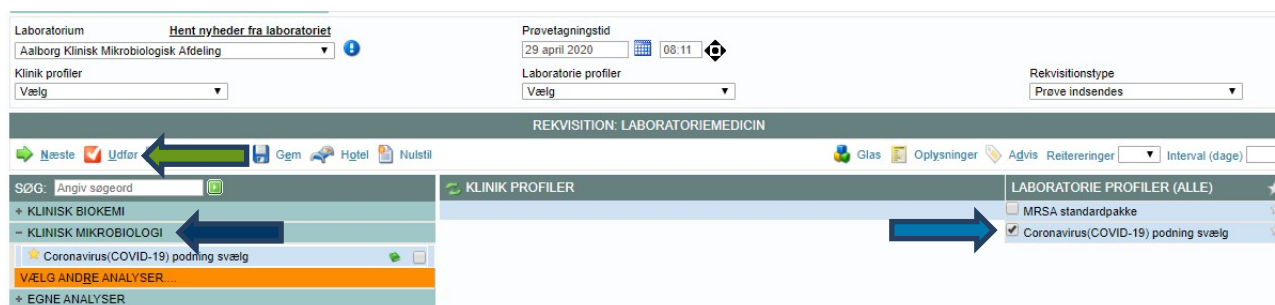 Laboratorium Hent nyheder fra laboratoriet Prøvetagningstid
Aalborg Klinisk Mikrobiologisk Afdeling 29 april 2020 08:11
Klinik profiler Laboratorie profiler Rekvisitionstype
Vælg Vælg Prøve indsendes
REKVISITION: LABORATORIEMEDICIN
Næste Udfør Gem Hotel Nulstil Glas Oplysninger Advis Reitereringer Interval (dage)
SØG: Angiv søgeord KLINIK PROFILER LABORATORIE PROFILER (ALLE)
+ KLINISK BIOKEMI MRSA standardpakke
− KLINISK MIKROBIOLOGI Coronavirus(COVID-19) podning svælg
Coronavirus(COVID-19) podning svælg
VÆLG ANDRE ANALYSER....
+ EGNE ANALYSER